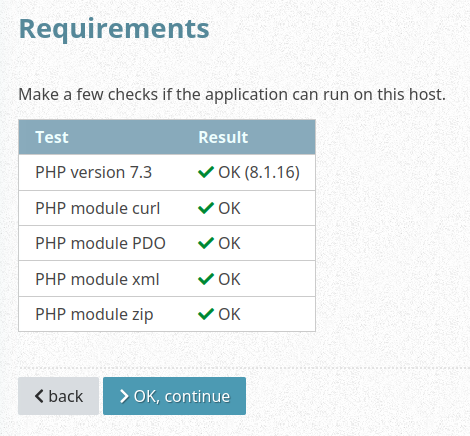 Requirements
Make a few checks if the application can run on this host.
Test Result
PHP version 7.3 OK (8.1.16)
PHP module curl OK
PHP module PDO OK
PHP module xml OK
PHP module zip OK
back OK, continue